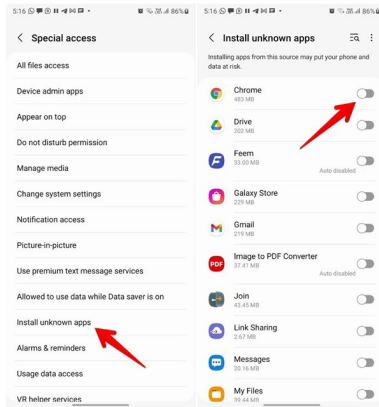 5:16
86%
Special access
All files access
Device admin apps
Appear on top
Do not disturb permission
Manage media
Change system settings
Notification access
Picture-in-picture
Use premium text message services
Allowed to use data while Data saver is on
Install unknown apps
Alarms & reminders
Usage data access
VR helper services
5:16
86%
Install unknown apps
Installing apps from this source may put your phone and
data at risk.
Chrome
483 MB
Drive
202 MB
Feem
33.00 MB
Auto disabled
Galaxy Store
229 MB
Gmail
219 MB
Image to PDF Converter
PDF
37.41 MB
Auto disabled
Join
43.45 MB
Link Sharing
2.67 MB
Messages
20.16 MB
My Files
39.44 MB